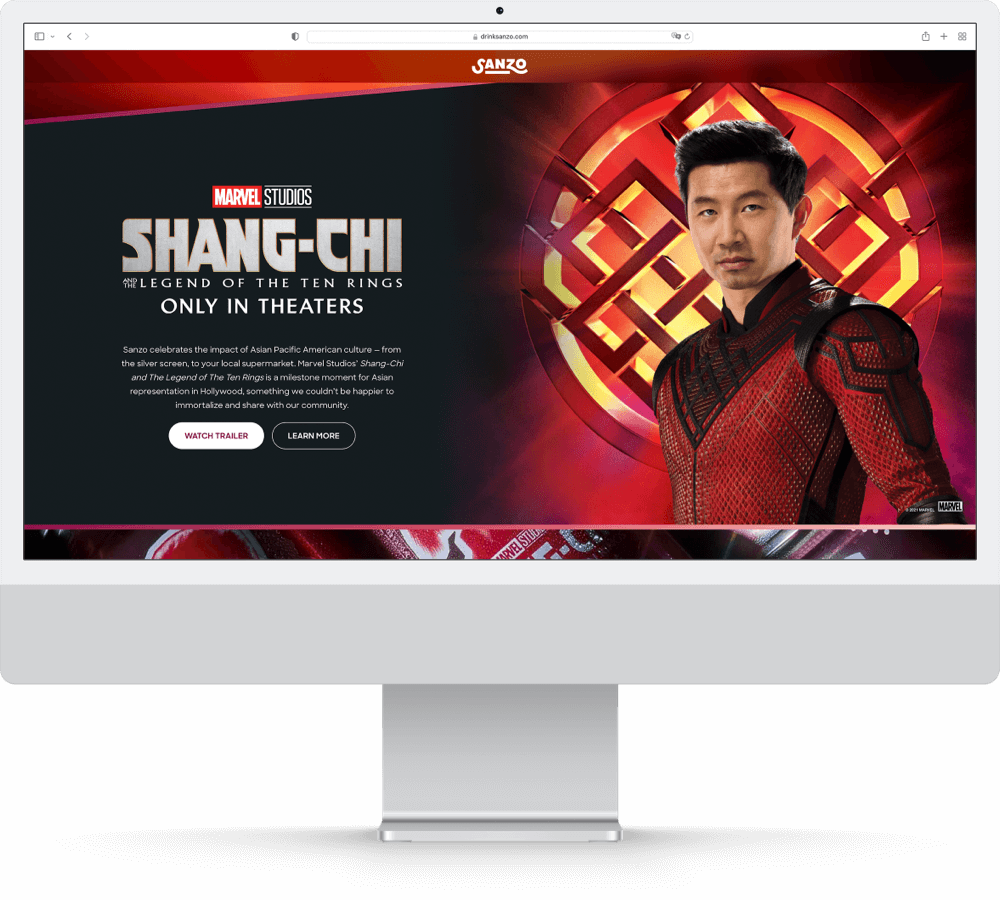 drinksanzo.com
SANZO
MARVEL STUDIOS
SHANG-CHI
AND THE LEGEND OF THE TEN RINGS
ONLY IN THEATERS
Sanzo celebrates the impact of Asian Pacific American culture – from
the silver screen, to your local supermarket. Marvel Studios' Shang-Chi
and The Legend of The Ten Rings is a milestone moment for Asian
representation in Hollywood, something we couldn't be happier to
immortalize and share with our community.
WATCH TRAILER
LEARN MORE
© 2021 MARVEL
MARVEL
MARVEL STUDIOS